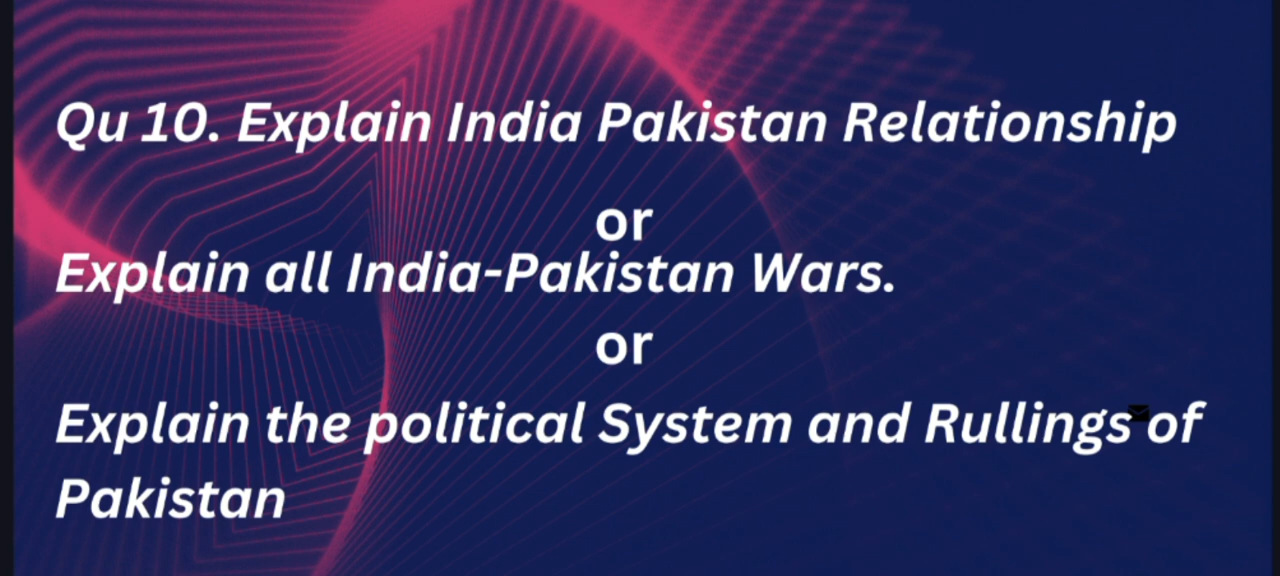 Qu 10. Explain India Pakistan Relationship
or
Explain all India-Pakistan Wars.
or
Explain the political System and Rullings of
Pakistan